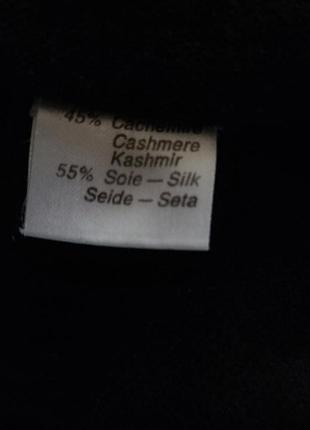 45% Cachemire
Cashmere
Kashmir
55% Soie — Silk
Seide — Seta